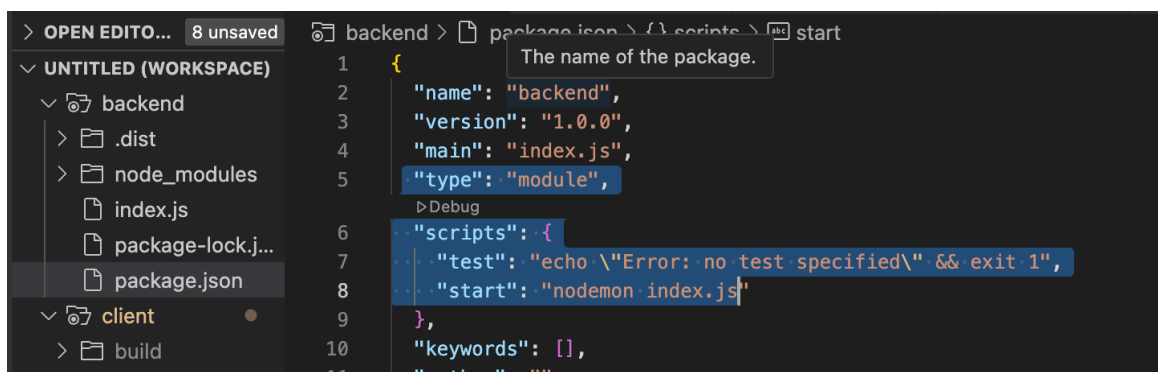 OPEN EDITO... 8 unsaved
UNTITLED (WORKSPACE)
backend
.dist
node_modules
index.js
package-lock.j...
package.json
client
build
backend > package.json > {} scripts > abc start
The name of the package.
1 {
2 "name": "backend",
3 "version": "1.0.0",
4 "main": "index.js",
5 "type": "module",
Debug
6 "scripts": {
7 "test": "echo \"Error: no test specified\" && exit 1",
8 "start": "nodemon index.js"
9 },
10 "keywords": [],